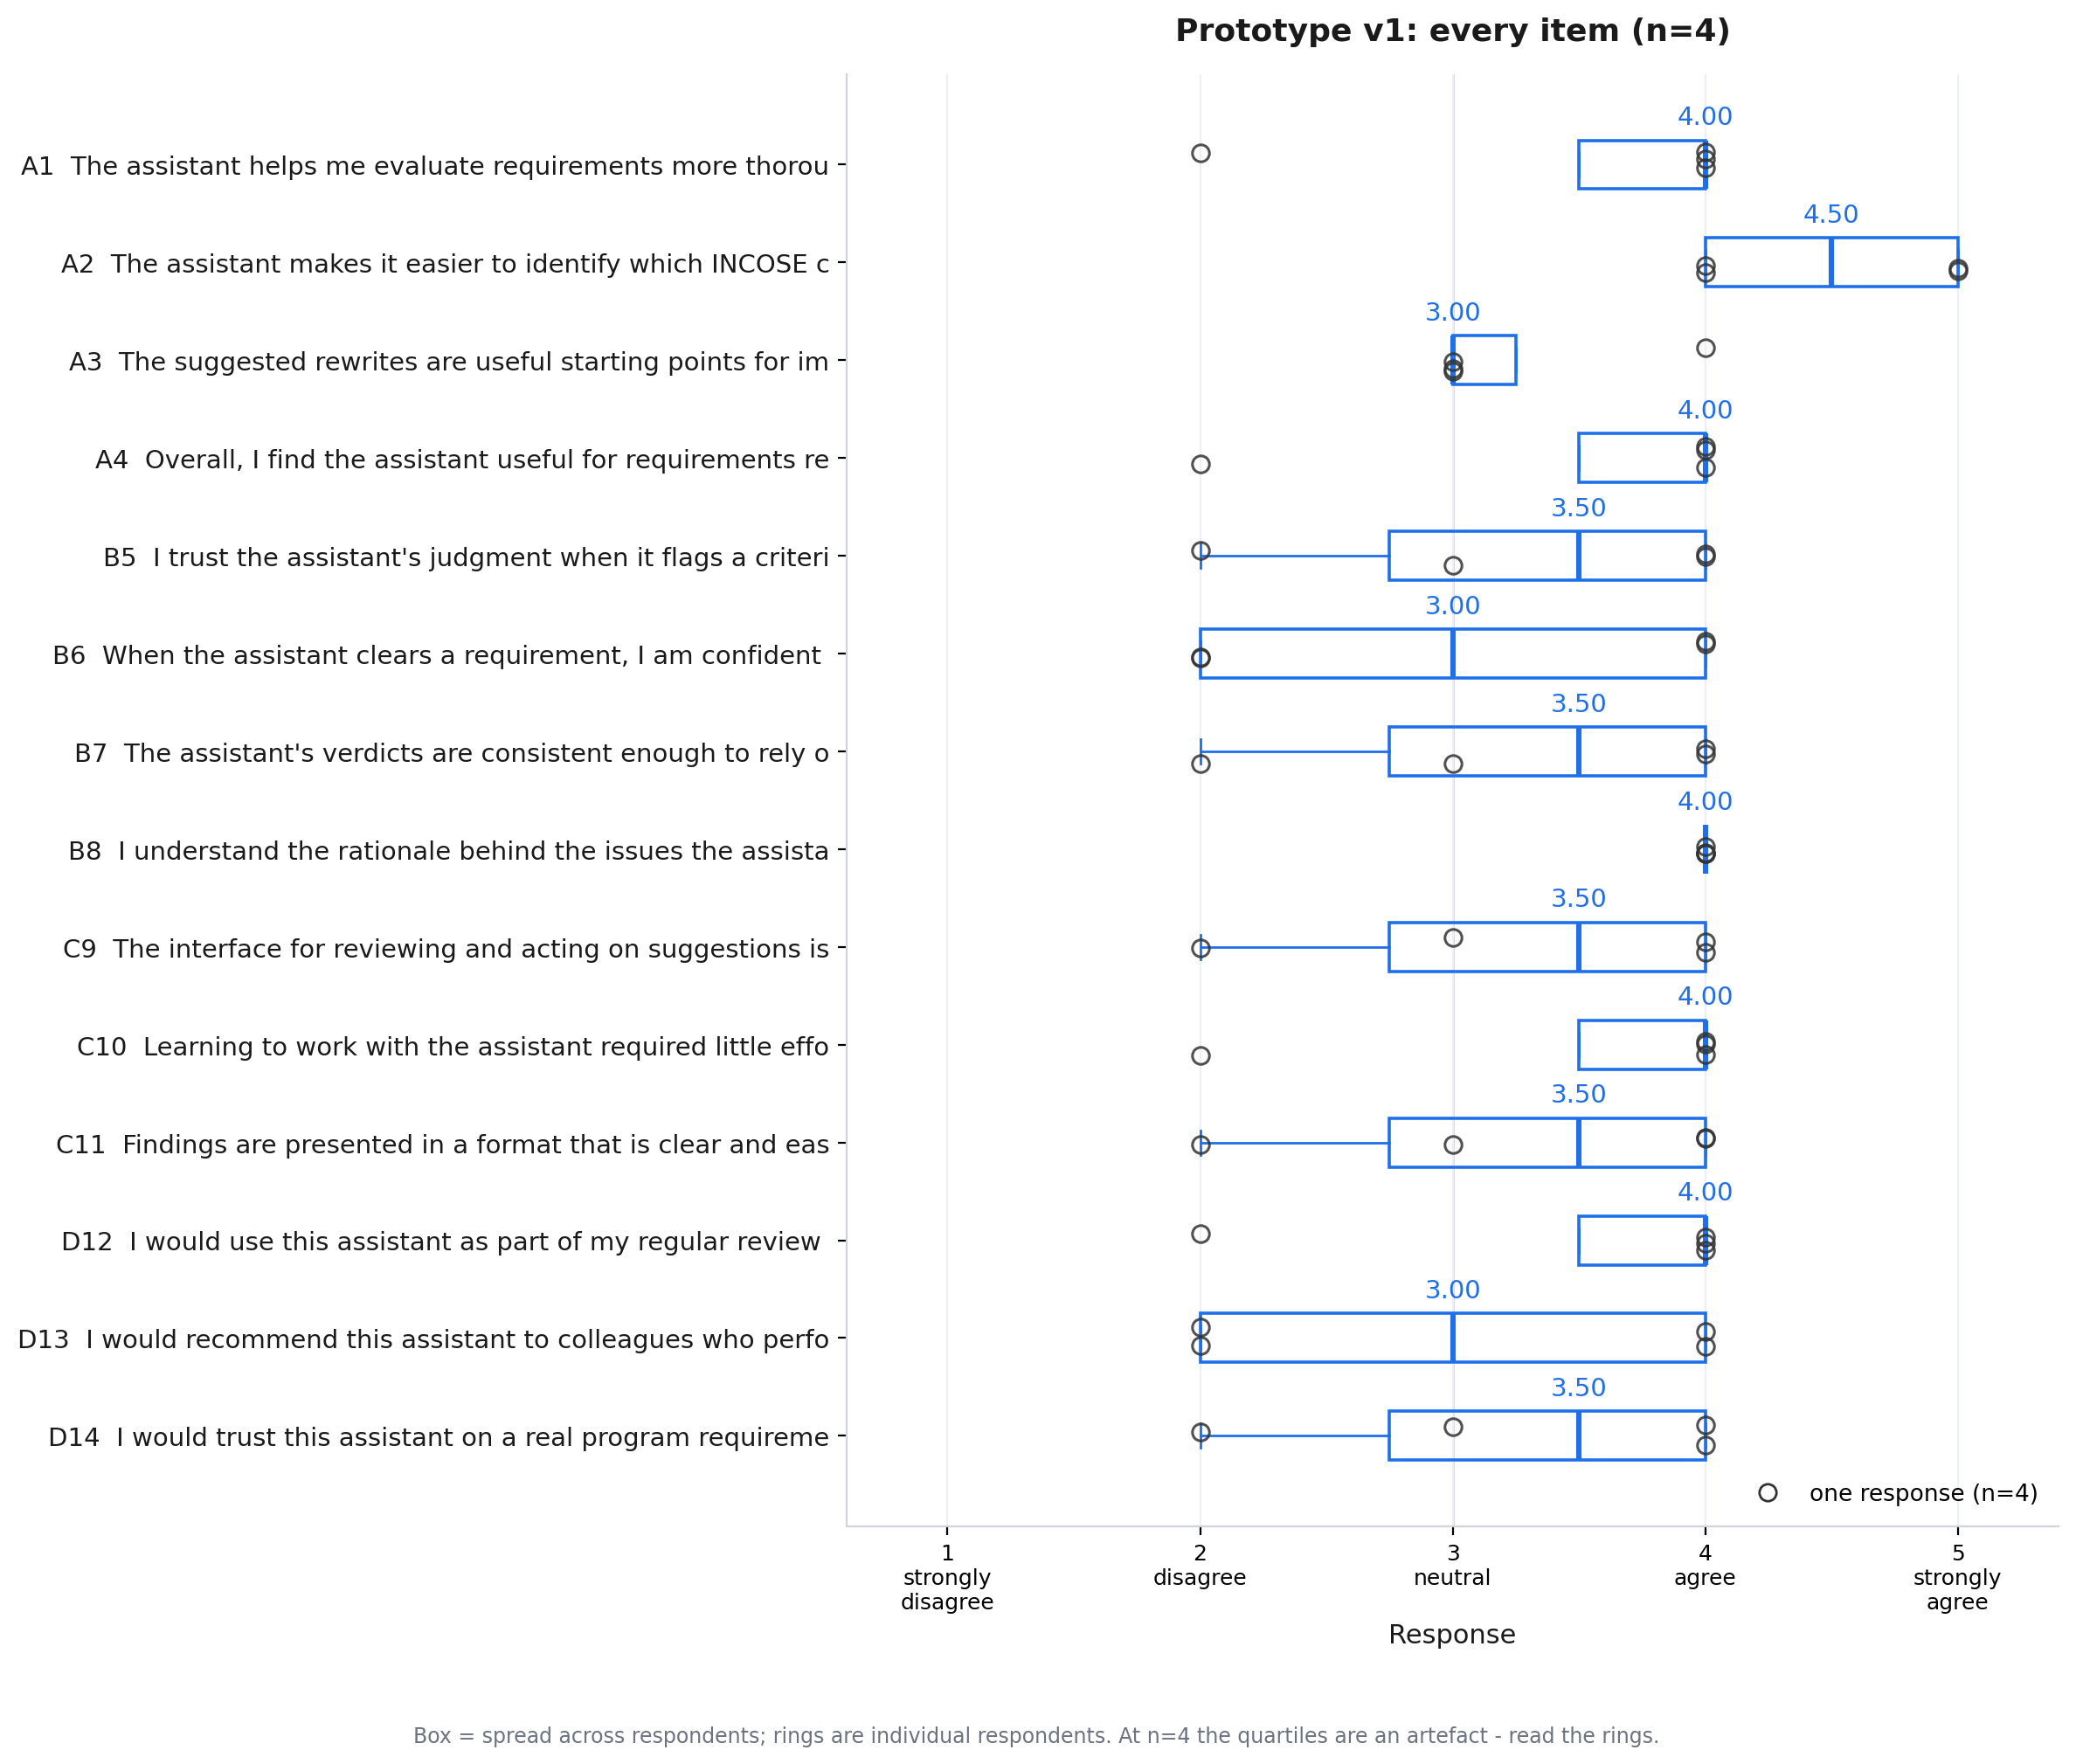 Prototype v1: every item (n=4)
4.00
A1  The assistant helps me evaluate requirements more thorou
4.50
A2  The assistant makes it easier to identify which INCOSE c
3.00
A3  The suggested rewrites are useful starting points for im
4.00
A4  Overall, I find the assistant useful for requirements re
3.50
B5  I trust the assistant's judgment when it flags a criteri
3.00
B6  When the assistant clears a requirement, I am confident
3.50
B7  The assistant's verdicts are consistent enough to rely o
4.00
B8  I understand the rationale behind the issues the assista
3.50
C9  The interface for reviewing and acting on suggestions is
4.00
C10  Learning to work with the assistant required little effo
3.50
C11  Findings are presented in a format that is clear and eas
4.00
D12  I would use this assistant as part of my regular review
3.00
D13  I would recommend this assistant to colleagues who perfo
3.50
D14  I would trust this assistant on a real program requireme
one response (n=4)
1 2 3 4 5
strongly disagree neutral agree strongly
disagree agree
Response
Box = spread across respondents; rings are individual respondents. At n=4 the quartiles are an artefact - read the rings.